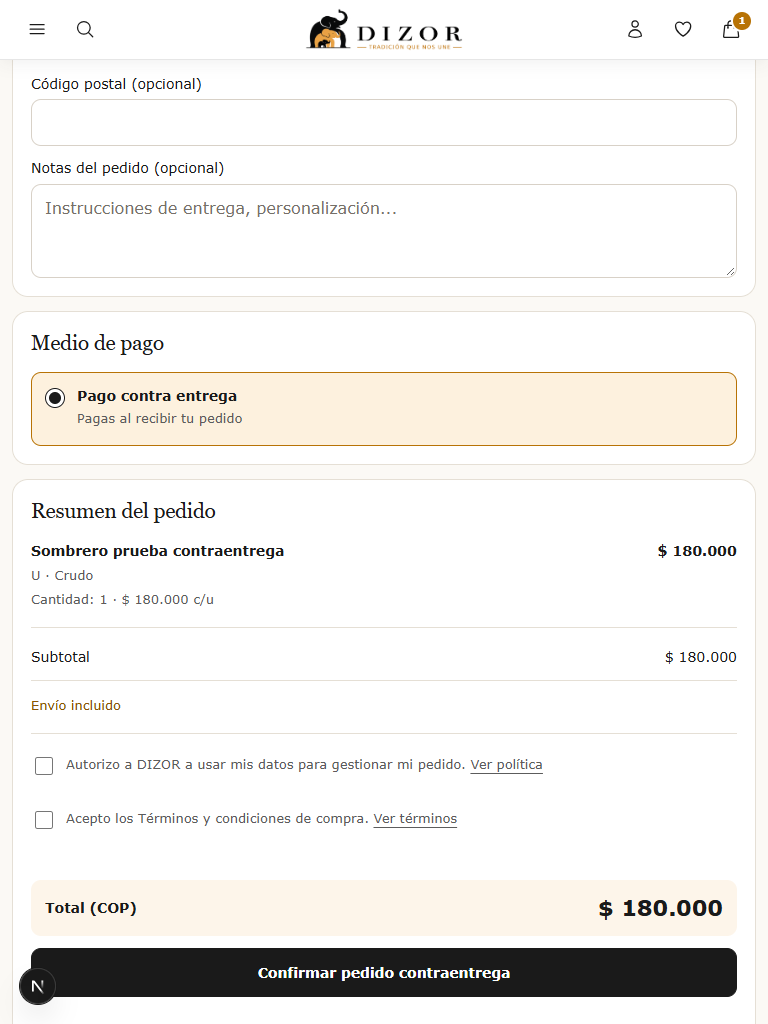 DIZOR
TRADICIÓN QUE NOS UNE
1
Código postal (opcional)
Notas del pedido (opcional)
Instrucciones de entrega, personalización...
Medio de pago
Pago contra entrega
Pagas al recibir tu pedido
Resumen del pedido
Sombrero prueba contraentrega $ 180.000
U · Crudo
Cantidad: 1 · $ 180.000 c/u
Subtotal $ 180.000
Envío incluido
Autorizo a DIZOR a usar mis datos para gestionar mi pedido. Ver política
Acepto los Términos y condiciones de compra. Ver términos
Total (COP) $ 180.000
Confirmar pedido contraentrega
N